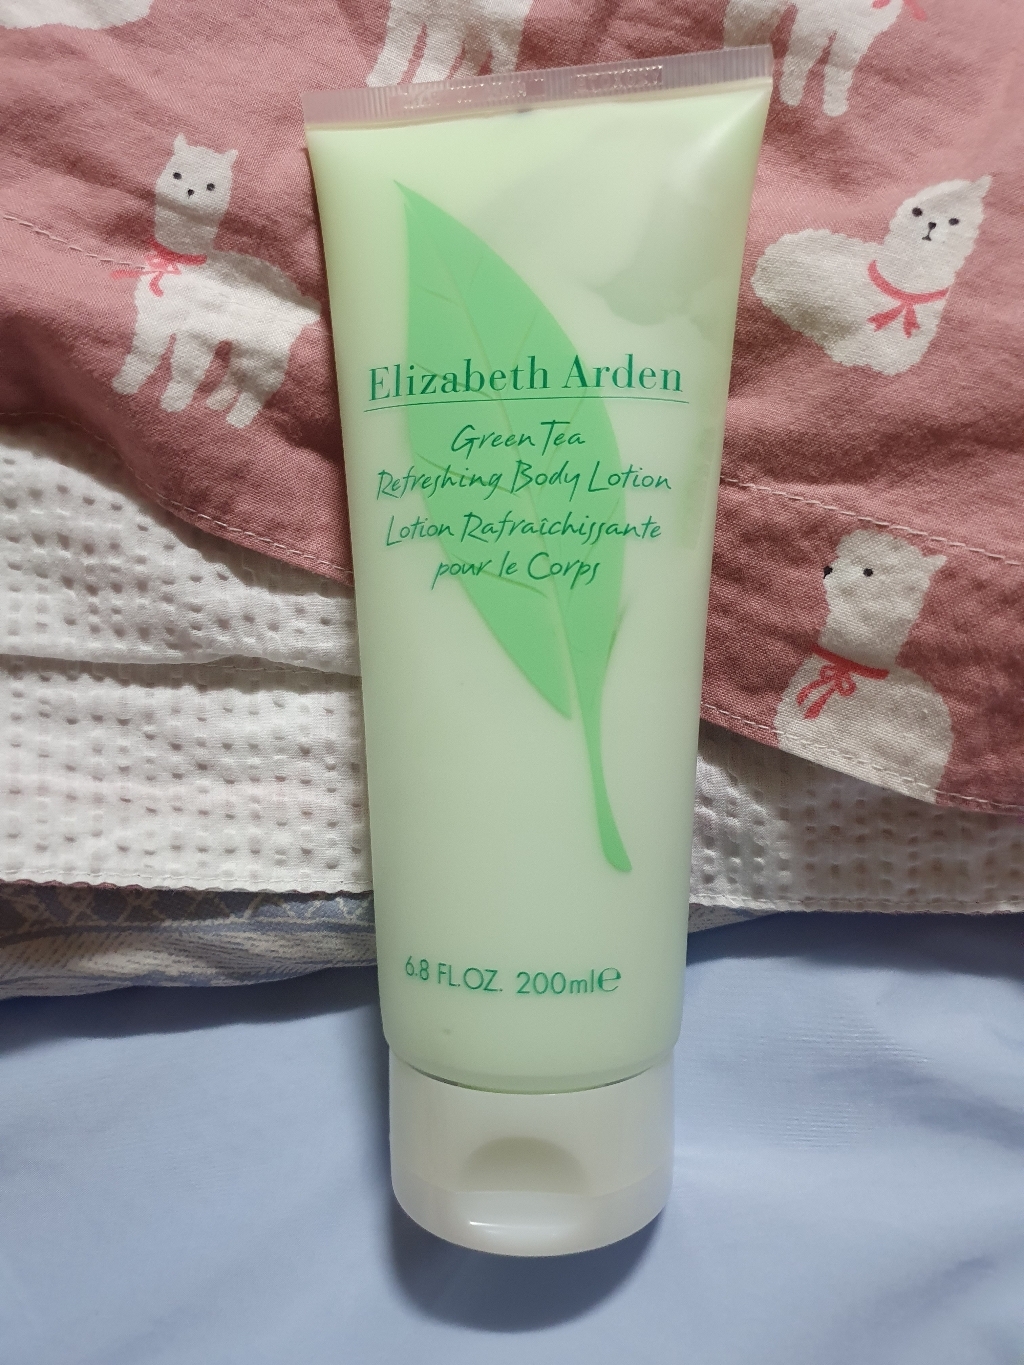 Elizabeth Arden
Green Tea
Refreshing Body Lotion
Lotion Rafraîchissante
pour le Corps
6.8 FL.OZ. 200ml℮